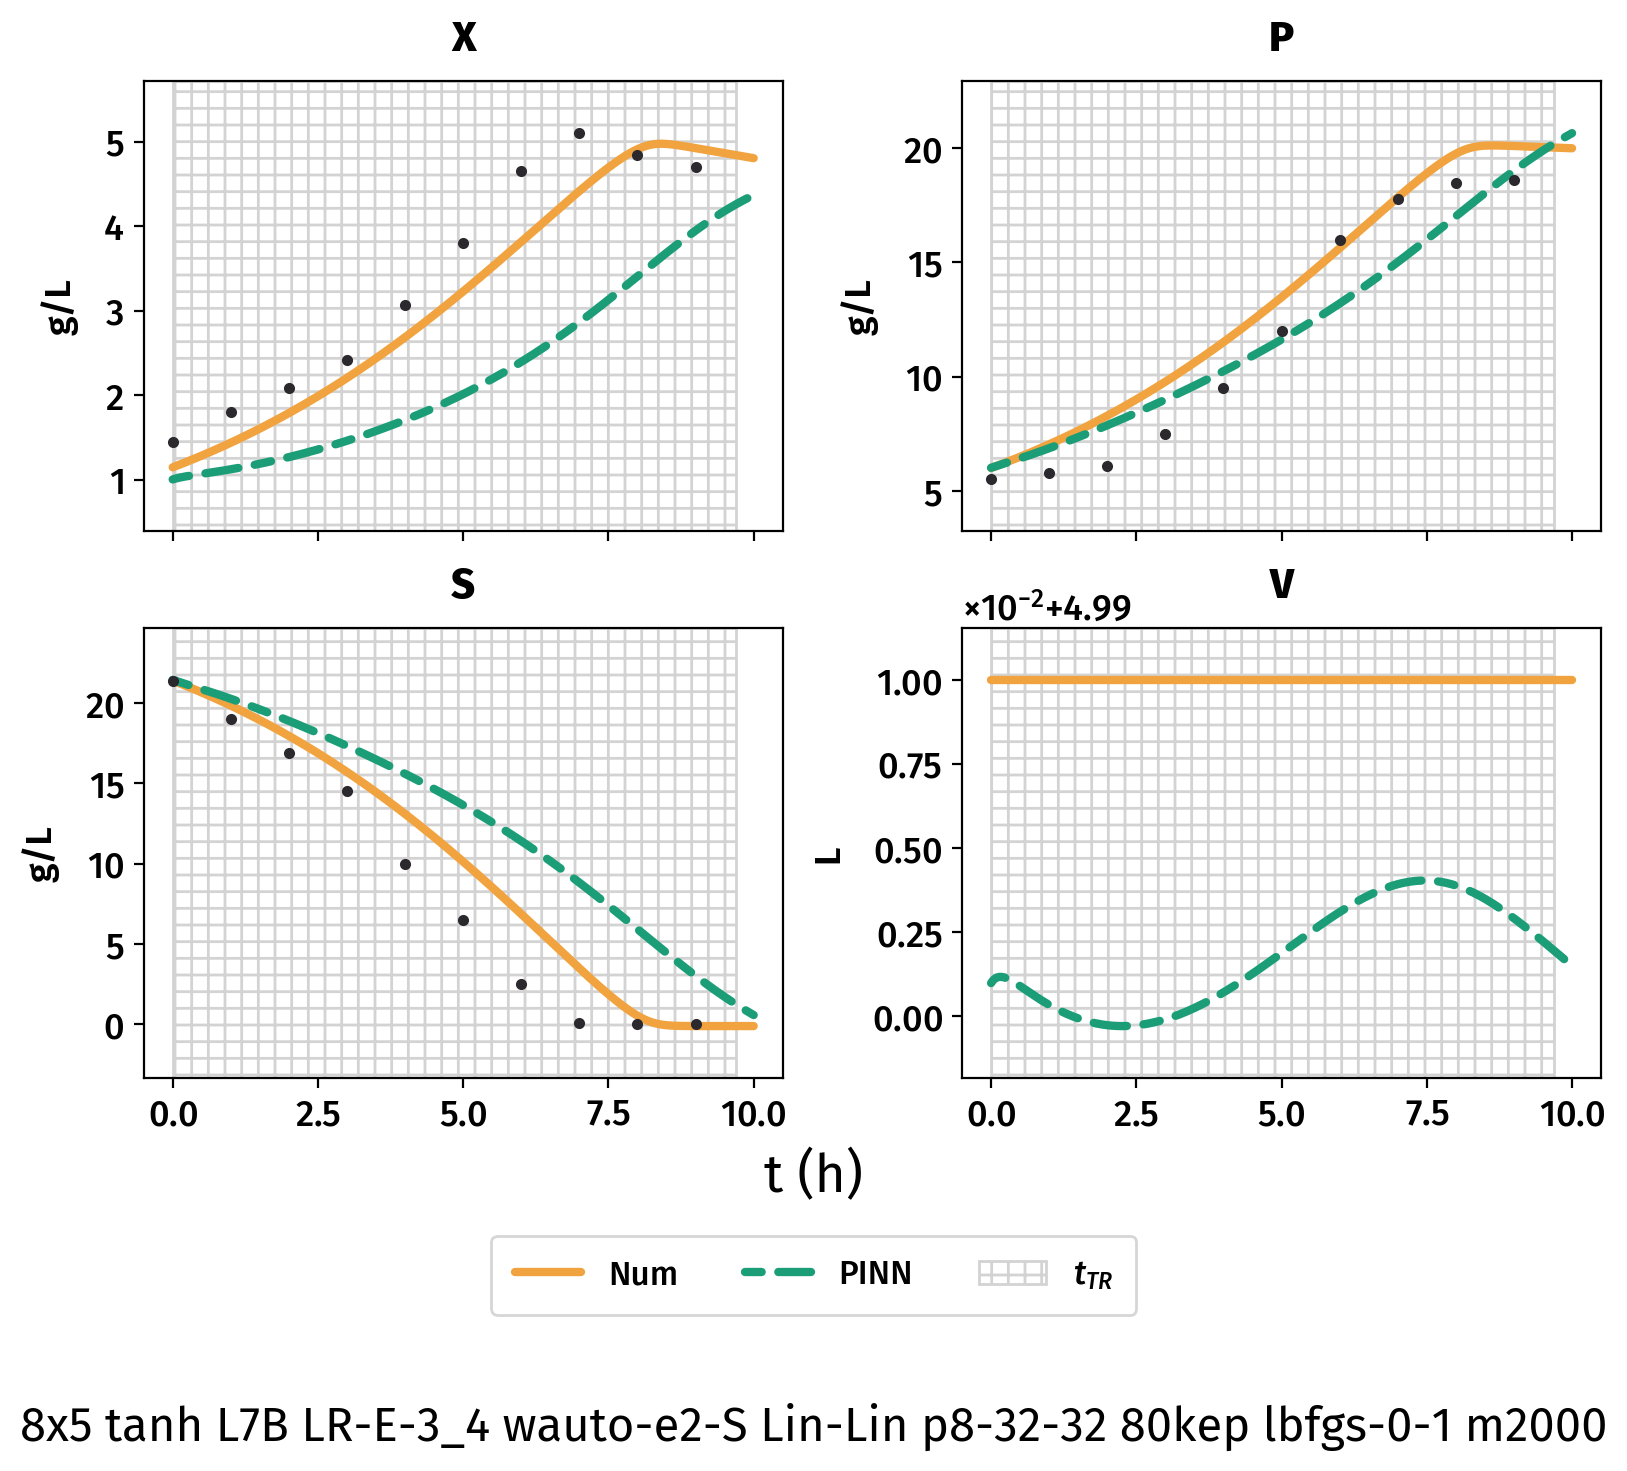 X
P
g/L
5
4
3
2
1
g/L
20
15
10
5
S
V
×10⁻²+4.99
g/L
20
15
10
5
0
L
1.00
0.75
0.50
0.25
0.00
0.0 2.5 5.0 7.5 10.0
0.0 2.5 5.0 7.5 10.0
t (h)
Num PINN t_TR
8x5 tanh L7B LR-E-3_4 wauto-e2-S Lin-Lin p8-32-32 80kep lbfgs-0-1 m2000